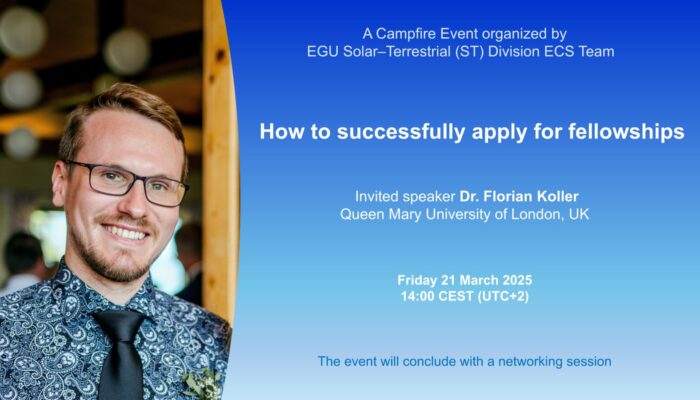 A Campfire Event organized by
EGU Solar–Terrestrial (ST) Division ECS Team
How to successfully apply for fellowships
Invited speaker Dr. Florian Koller
Queen Mary University of London, UK
Friday 21 March 2025
14:00 CEST (UTC+2)
The event will conclude with a networking session